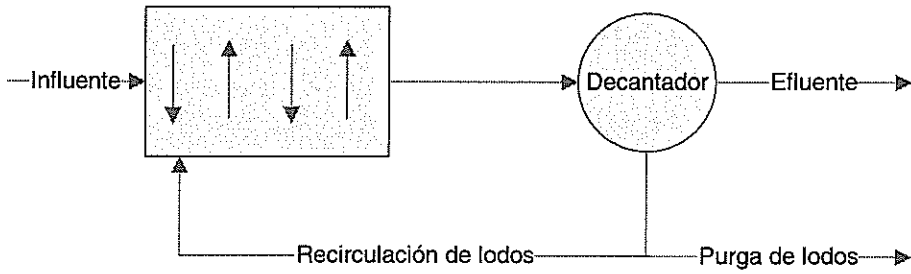 Influente
Decantador
Efluente
Recirculación de lodos
Purga de lodos